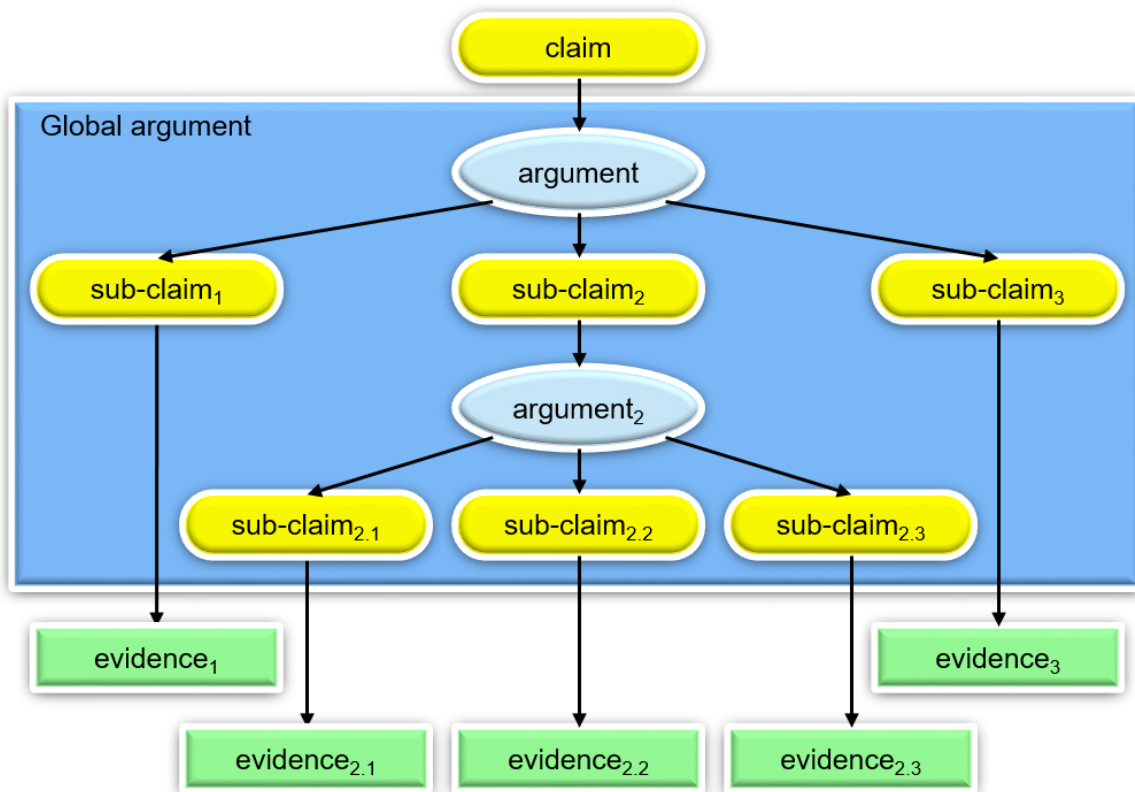 claim
Global argument
argument
sub-claim₁
sub-claim₂
sub-claim₃
argument₂
sub-claim₂.₁
sub-claim₂.₂
sub-claim₂.₃
evidence₁
evidence₃
evidence₂.₁
evidence₂.₂
evidence₂.₃